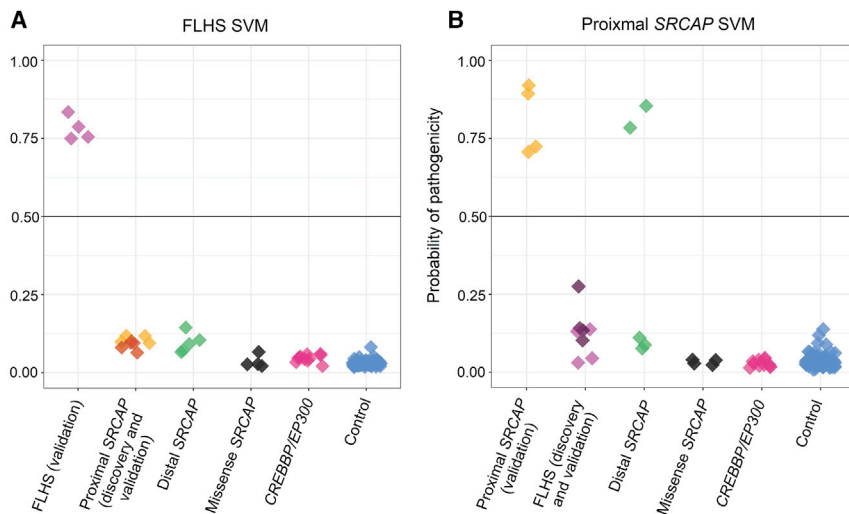 A
FLHS SVM
1.00
0.75
0.50
0.25
0.00
FLHS (validation)
Proximal SRCAP
(discovery and
validation)
Distal SRCAP
Missense SRCAP
CREBBP/EP300
Control
B
Proixmal SRCAP SVM
Probability of pathogenicity
1.00
0.75
0.50
0.25
0.00
Proximal SRCAP
(validation)
FLHS (discovery
and validation)
Distal SRCAP
Missense SRCAP
CREBBP/EP300
Control